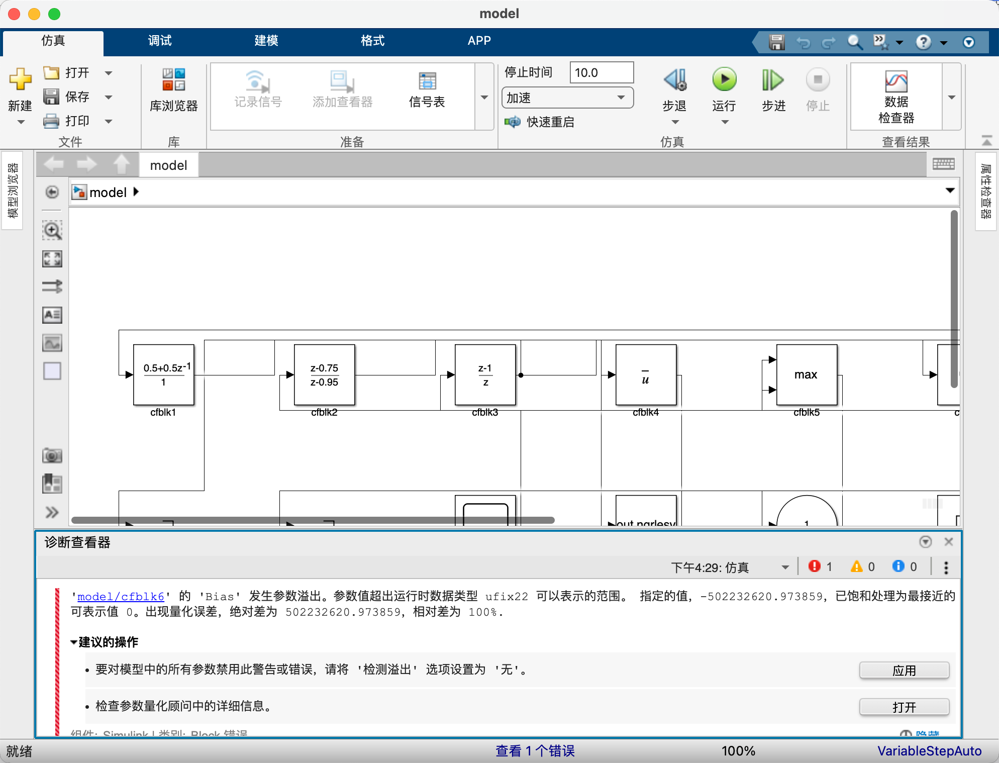 model
仿真
调试
建模
格式
APP
新建
打开
保存
打印
文件
库浏览器
库
记录信号
添加查看器
信号表
准备
停止时间
10.0
加速
快速重启
步退
运行
步进
停止
仿真
数据
检查器
查看结果
模型浏览器
属性检查器
model
model
0.5+0.5z-1
1
cfblk1
z-0.75
z-0.95
cfblk2
z-1
z
cfblk3
u
cfblk4
max
cfblk5
c
out.ngrlesv
1
诊断查看器
下午4:29: 仿真
1
0
0
'model/cfblk6' 的 'Bias' 发生参数溢出。参数值超出运行时数据类型 ufix22 可以表示的范围。 指定的值，-502232620.973859，已饱和处理为最接近的
可表示值 0。出现量化误差，绝对差为 502232620.973859，相对差为 100%.
建议的操作
• 要对模型中的所有参数禁用此警告或错误，请将 '检测溢出' 选项设置为 '无'。
应用
• 检查参数量化顾问中的详细信息。
打开
组件: Simulink | 类别: Block 错误
隐藏
就绪
查看 1 个错误
100%
VariableStepAuto